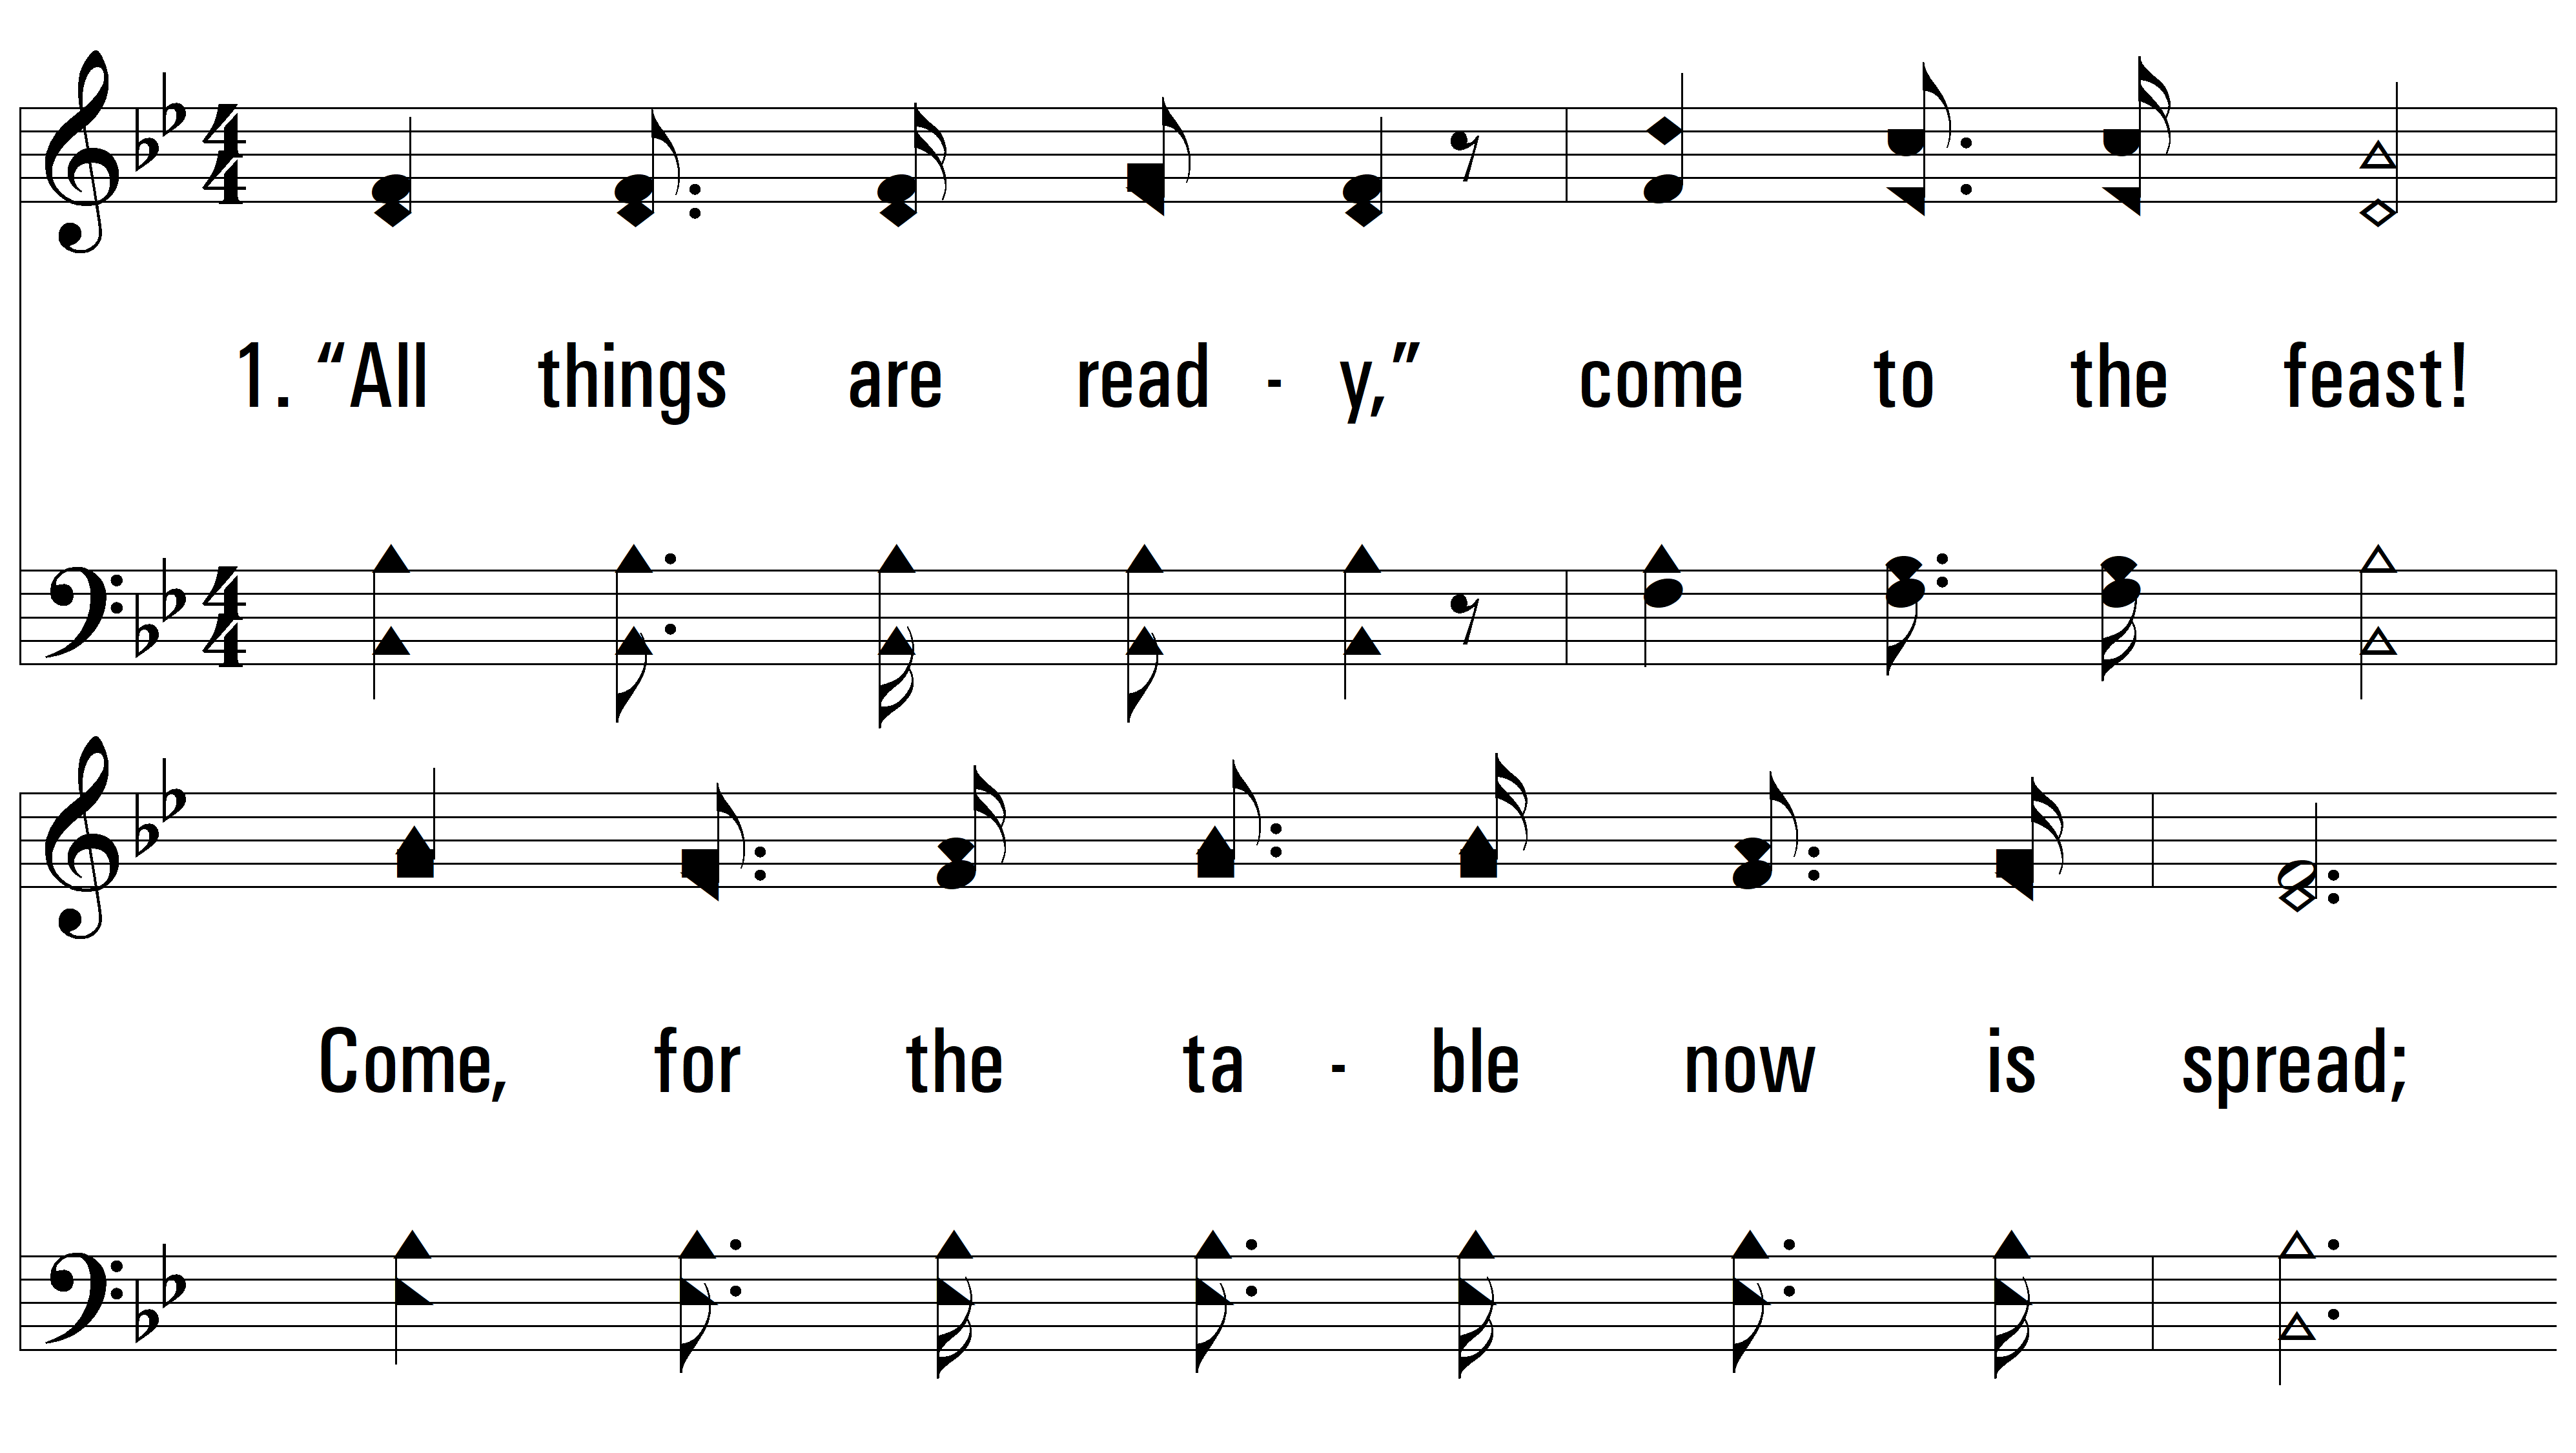 1. “All things are read - y,” come to the feast!
Come, for the ta - ble now is spread;